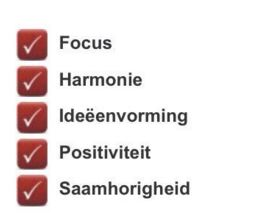 Focus
Harmonie
Ideëenvorming
Positiviteit
Saamhorigheid